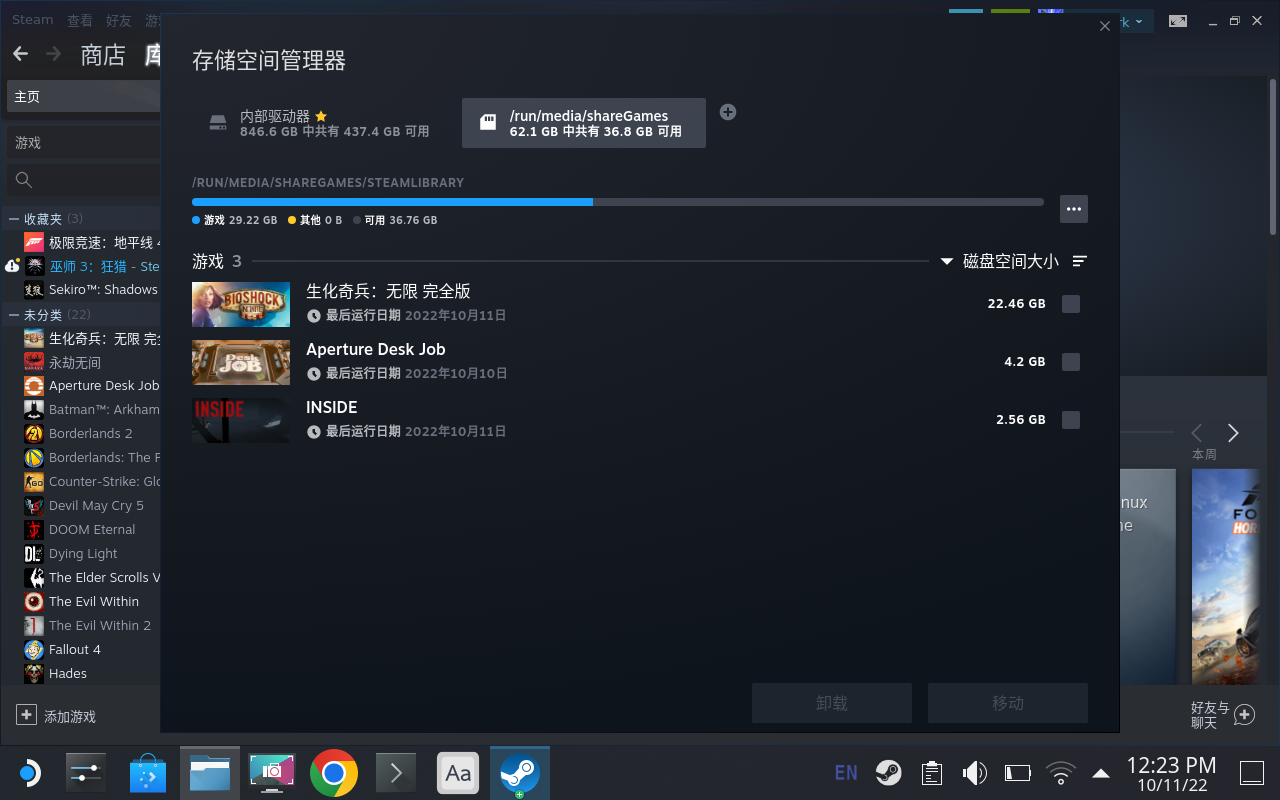 Steam 查看 好友 游
商店 库
主页
游戏
收藏夹 (3)
极限竞速：地平线 4
巫师 3：狂猎 - Ste
Sekiro™: Shadows
未分类 (22)
生化奇兵：无限 完全
永劫无间
Aperture Desk Job
Batman™: Arkham
Borderlands 2
Borderlands: The P
Counter-Strike: Glo
Devil May Cry 5
DOOM Eternal
Dying Light
The Elder Scrolls V
The Evil Within
The Evil Within 2
Fallout 4
Hades
添加游戏
存储空间管理器
内部驱动器
846.6 GB 中共有 437.4 GB 可用
/run/media/shareGames
62.1 GB 中共有 36.8 GB 可用
/RUN/MEDIA/SHAREGAMES/STEAMLIBRARY
游戏 29.22 GB 其他 0 B 可用 36.76 GB
游戏 3
磁盘空间大小
BIOSHOCK
INFINITE
生化奇兵：无限 完全版
最后运行日期 2022年10月11日
22.46 GB
Desk
JOB
Aperture Desk Job
最后运行日期 2022年10月10日
4.2 GB
INSIDE
INSIDE
最后运行日期 2022年10月11日
2.56 GB
卸载
移动
rk
本周
nux
ne
FO
HOR
好友与
聊天
Aa
EN
12:23 PM
10/11/22